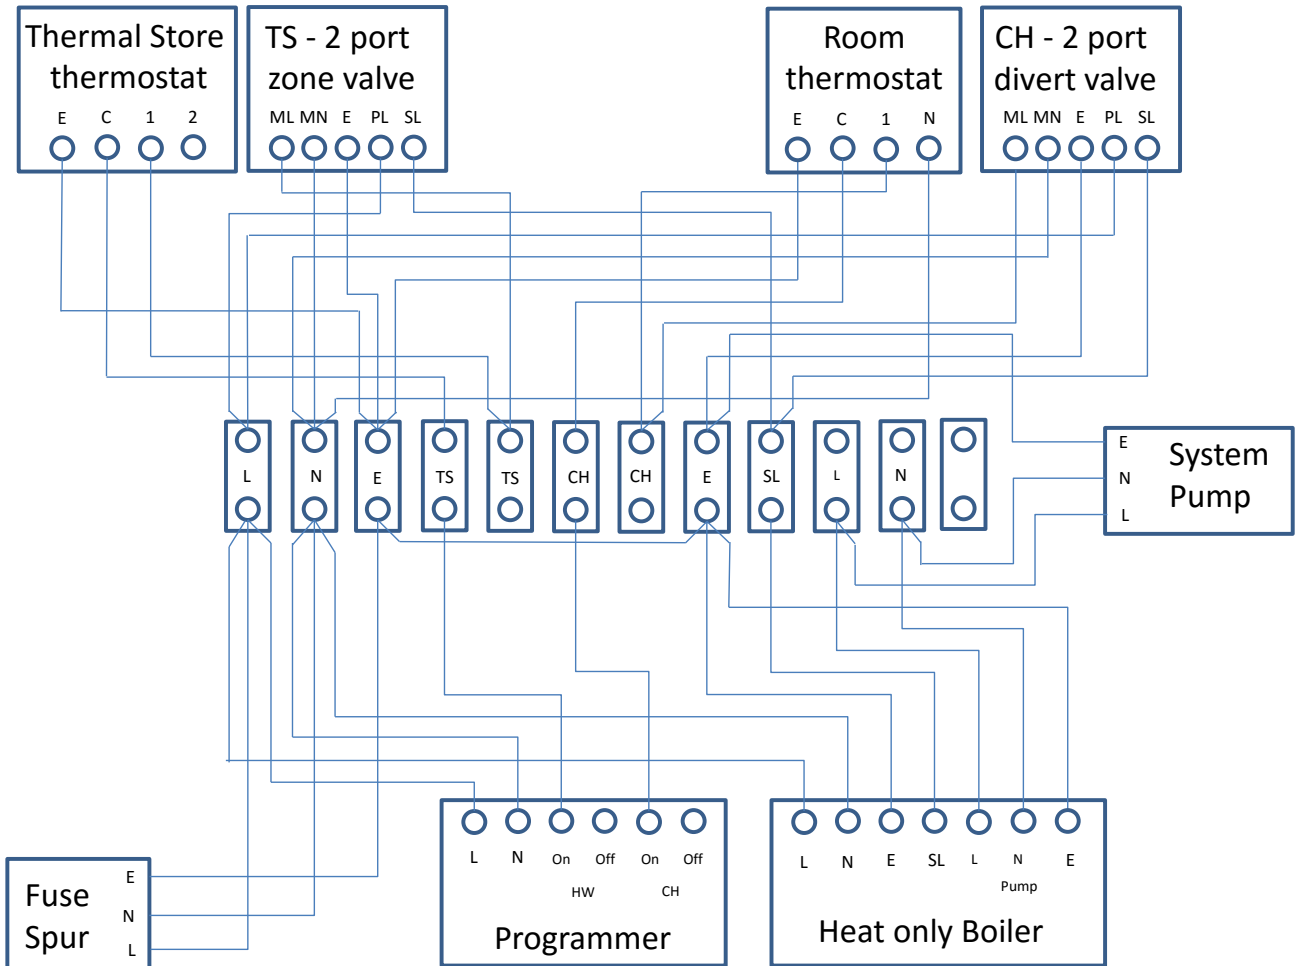 Thermal Store
thermostat
E C 1 2
TS - 2 port
zone valve
ML MN E PL SL
Room
thermostat
E C 1 N
CH - 2 port
divert valve
ML MN E PL SL
L N E TS TS CH CH E SL L N
E
N
L
System
Pump
L N On Off On Off
HW CH
Programmer
L N E SL L N E
Pump
Heat only Boiler
Fuse
Spur
E
N
L